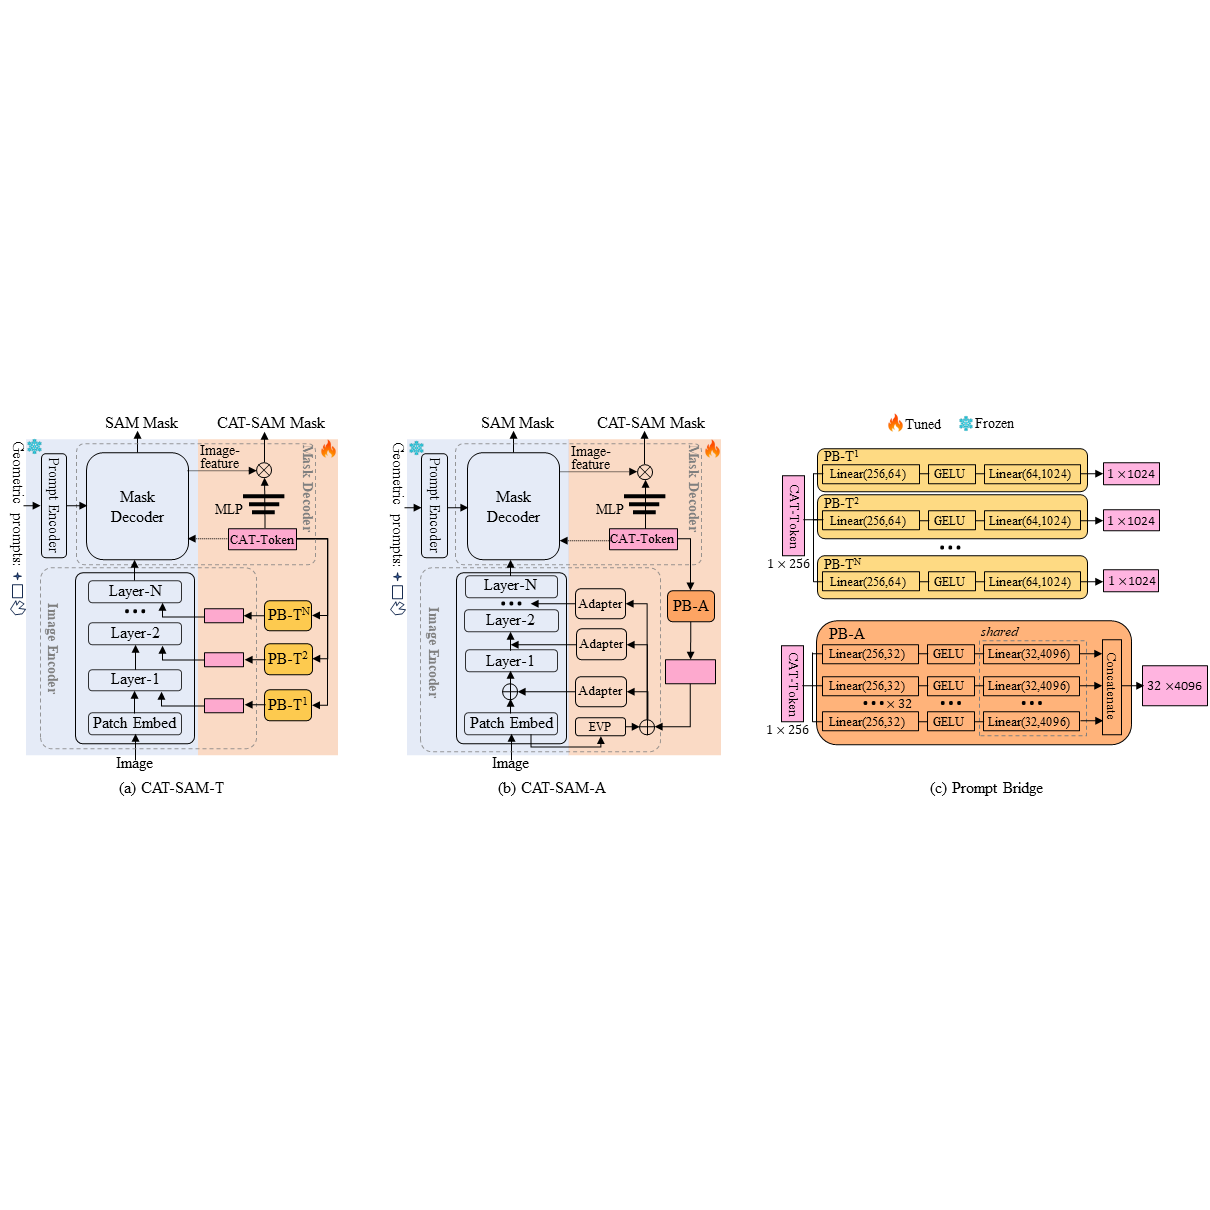 SAM Mask
CAT-SAM Mask
Geometric prompts:
Prompt Encoder
Mask
Decoder
Image-
feature
Mask Decoder
MLP
CAT-Token
Image Encoder
Layer-N
Layer-2
Layer-1
Patch Embed
PB-T^N
PB-T^2
PB-T^1
Image
(a) CAT-SAM-T
SAM Mask
CAT-SAM Mask
Geometric prompts:
Prompt Encoder
Mask
Decoder
Image-
feature
Mask Decoder
MLP
CAT-Token
Image Encoder
Layer-N
Layer-2
Layer-1
Patch Embed
Adapter
Adapter
Adapter
EVP
PB-A
Image
(b) CAT-SAM-A
Tuned
Frozen
CAT-Token
1×256
PB-T^1
Linear(256,64) GELU Linear(64,1024) 1×1024
PB-T^2
Linear(256,64) GELU Linear(64,1024) 1×1024
PB-T^N
Linear(256,64) GELU Linear(64,1024) 1×1024
CAT-Token
1×256
PB-A
shared
Linear(256,32) GELU Linear(32,4096)
Linear(256,32) GELU Linear(32,4096)
×32
Linear(256,32) GELU Linear(32,4096)
Concatenate
32×4096
(c) Prompt Bridge